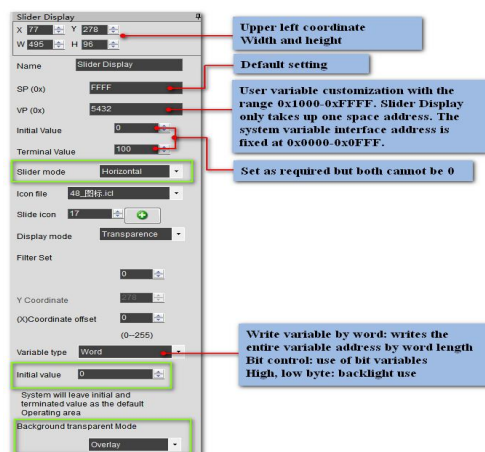 Slider Display
X 77 Y 278
W 495 H 96
Name Slider Display
SP (0x) FFFF
VP (0x) 5432
Initial Value 0
Terminal Value 100
Slider mode Horizontal
Icon file 48_图标.icl
Slide icon 17
Display mode Transparence
Filter Set
0
Y Coordinate 278
(X)Coordinate offset 0
(0--255)
Variable type Word
Initial value 0
System will leave initial and
terminated value as the default
Operating area
Background transparent Mode
Overlay
Upper left coordinate
Width and height
Default setting
User variable customization with the
range 0x1000-0xFFFF. Slider Display
only takes up one space address. The
system variable interface address is
fixed at 0x0000-0x0FFF.
Set as required but both cannot be 0
Write variable by word: writes the
entire variable address by word length
Bit control: use of bit variables
High, low byte: backlight use